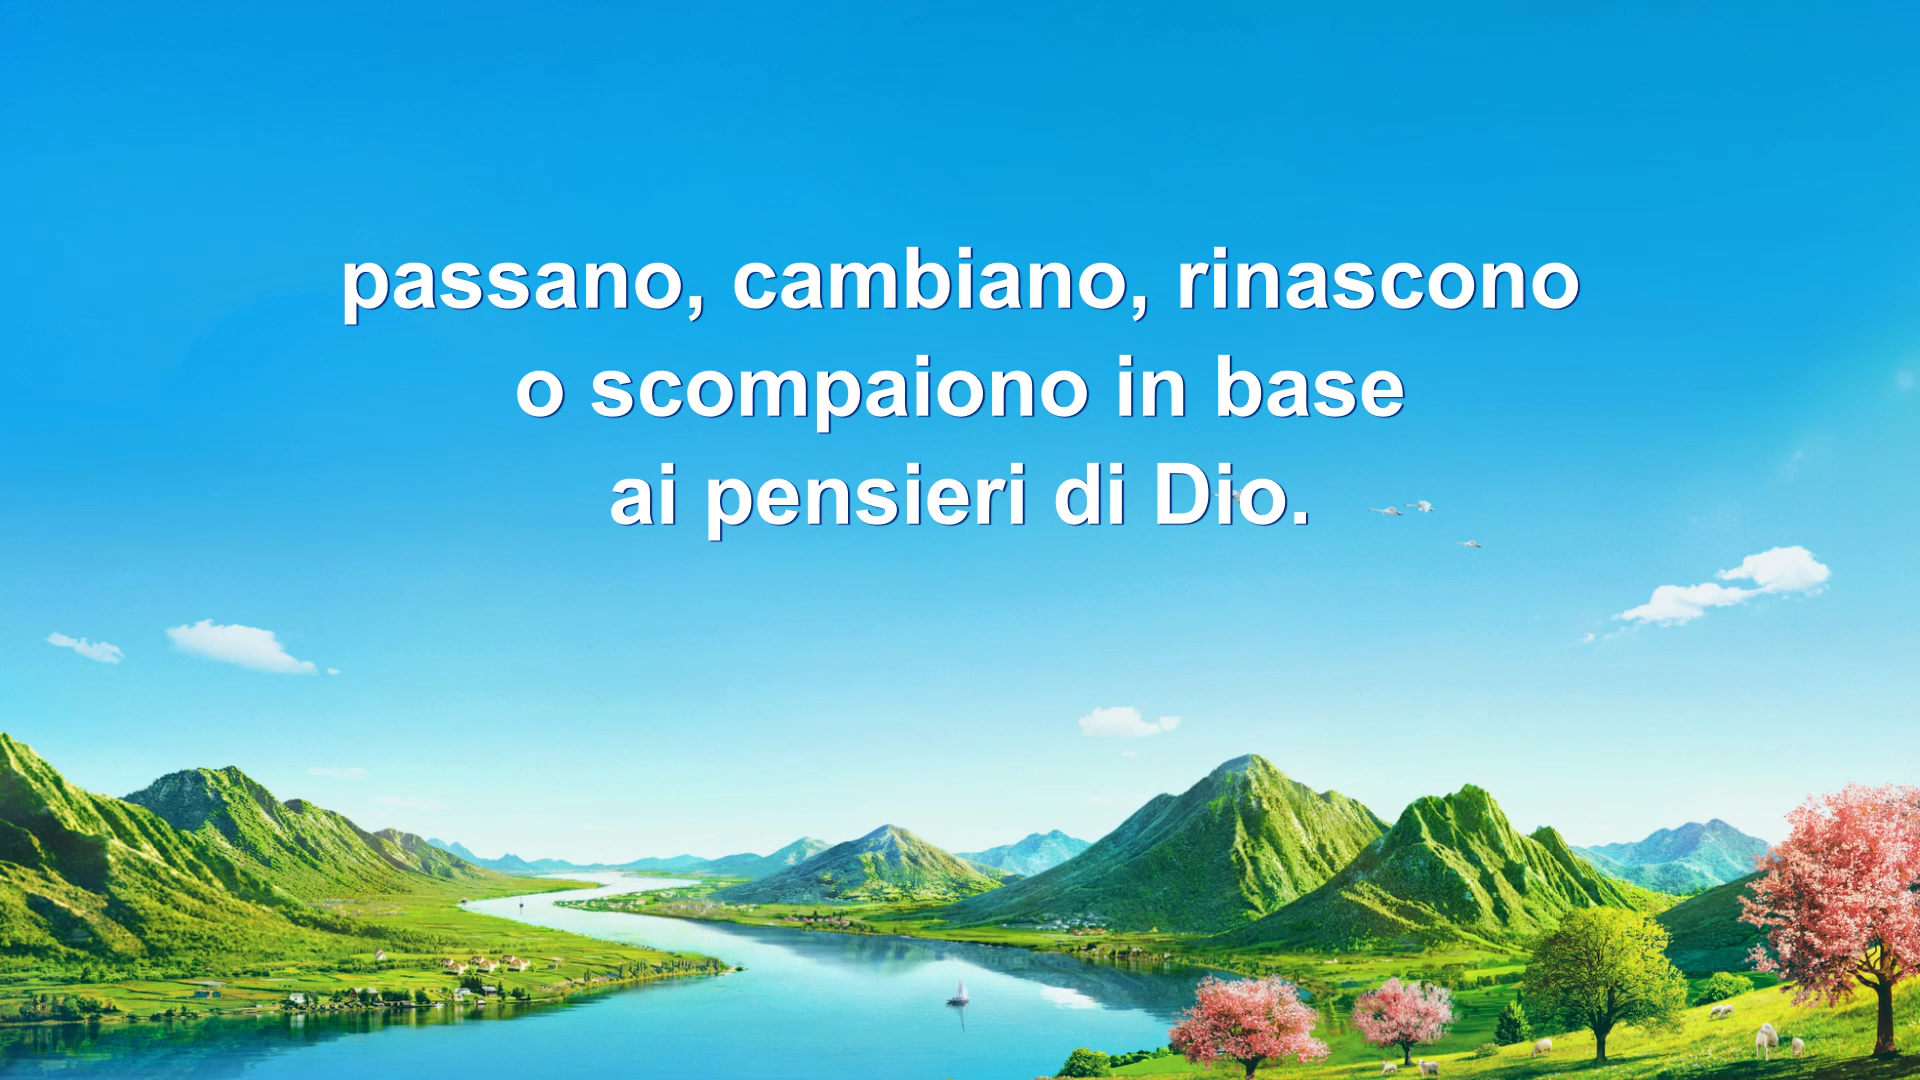 passano, cambiano, rinascono
o scompaiono in base
ai pensieri di Dio.